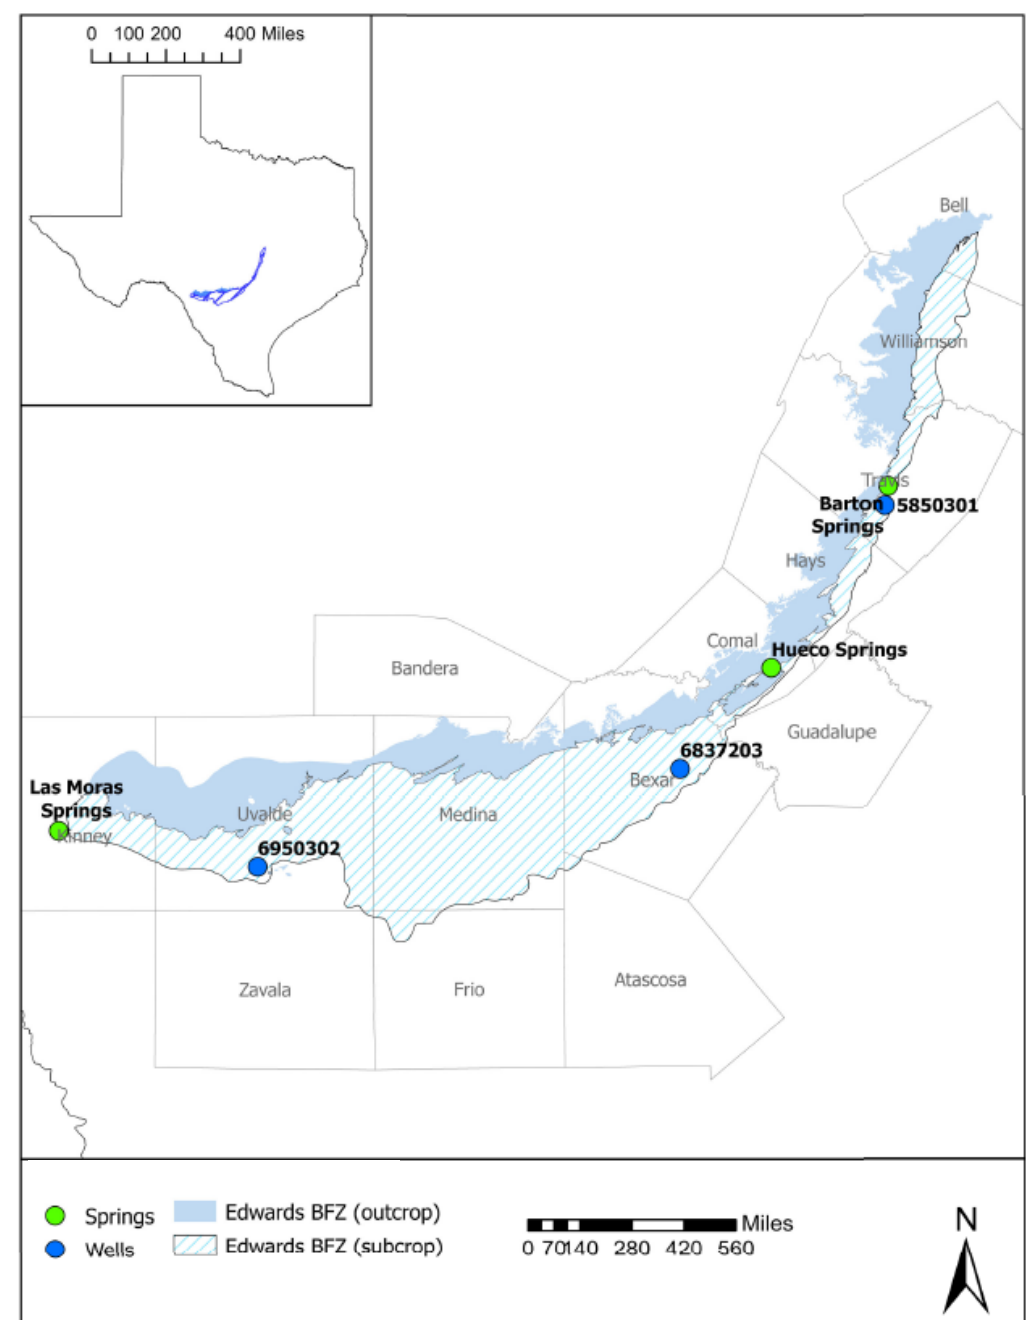 0 100 200 400 Miles
Bell
Williamson
Travis
Barton
Springs
5850301
Hays
Comal
Hueco Springs
Bandera
Guadalupe
6837203
Bexar
Las Moras
Springs
Kinney
Uvalde
Medina
6950302
Zavala
Frio
Atascosa
Springs
Wells
Edwards BFZ (outcrop)
Edwards BFZ (subcrop)
Miles
0 70140 280 420 560
N